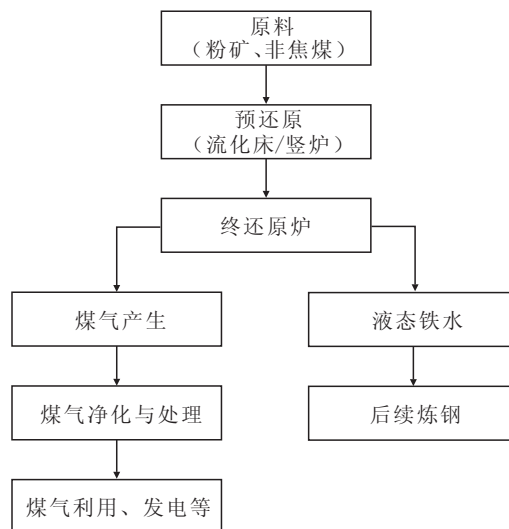 原料
(粉矿、非焦煤)
预还原
(流化床/竖炉)
终还原炉
煤气产生
液态铁水
煤气净化与处理
后续炼钢
煤气利用、发电等